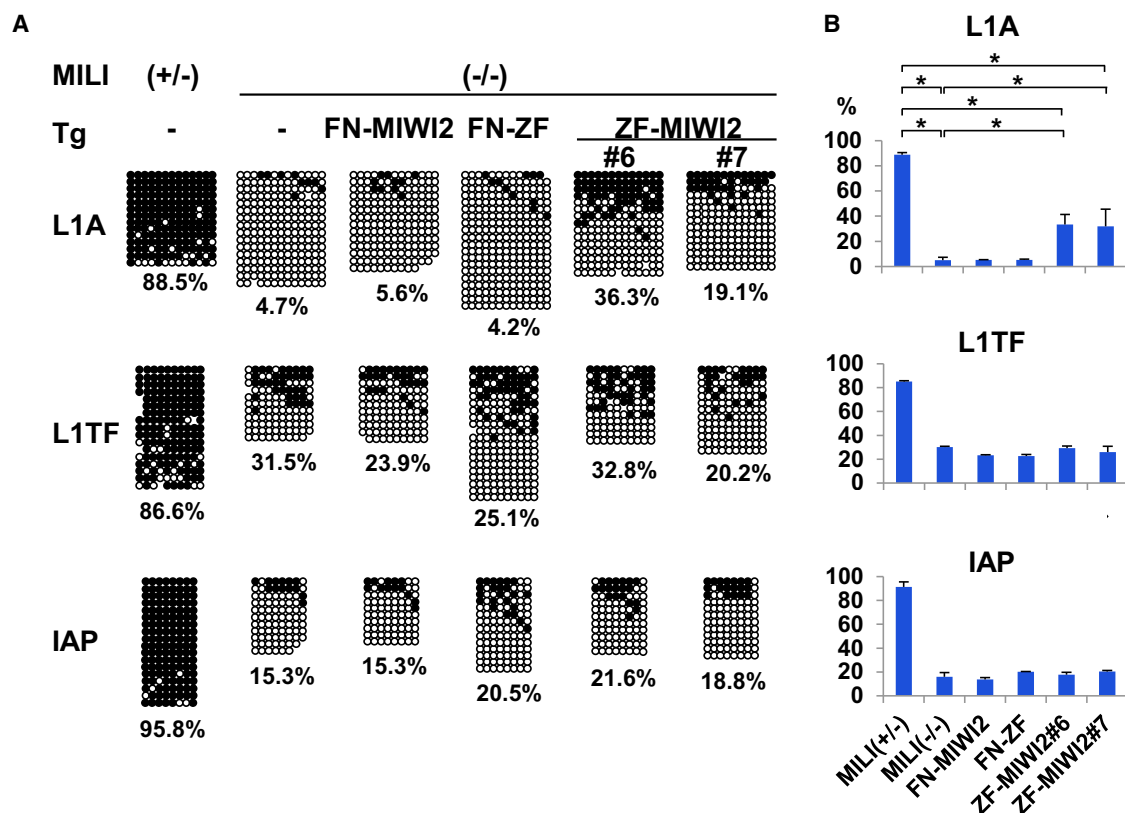 A
MILI (+/-) (-/-)
Tg - - FN-MIWI2 FN-ZF ZF-MIWI2
#6 #7
L1A
88.5% 4.7% 5.6% 4.2% 36.3% 19.1%
L1TF
86.6% 31.5% 23.9% 25.1% 32.8% 20.2%
IAP
95.8% 15.3% 15.3% 20.5% 21.6% 18.8%
B
L1A
*
* *
*
* *
%
100
80
60
40
20
0
L1TF
100
80
60
40
20
0
IAP
100
80
60
40
20
0
MILI(+/-)
MILI(-/-)
FN-MIWI2
FN-ZF
ZF-MIWI2#6
ZF-MIWI2#7